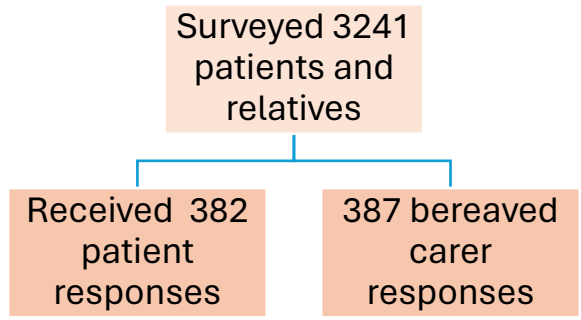 Surveyed 3241
patients and
relatives
Received 382
patient
responses
387 bereaved
carer
responses